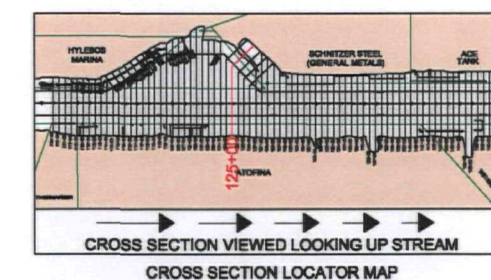 HYLEBOS
MARINA
SCHNITZER STEEL
(GENERAL METALS)
ACE
TANK
125+00
ATOFINA
CROSS SECTION VIEWED LOOKING UP STREAM
CROSS SECTION LOCATOR MAP